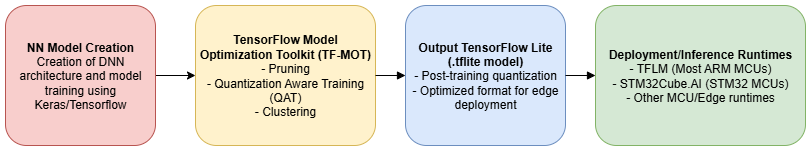 NN Model Creation
Creation of DNN
architecture and model
training using
Keras/Tensorflow
TensorFlow Model
Optimization Toolkit (TF-MOT)
- Pruning
- Quantization Aware Training
(QAT)
- Clustering
Output TensorFlow Lite
(.tflite model)
- Post-training quantization
- Optimized format for edge
deployment
Deployment/Inference Runtimes
- TFLM (Most ARM MCUs)
- STM32Cube.AI (STM32 MCUs)
- Other MCU/Edge runtimes